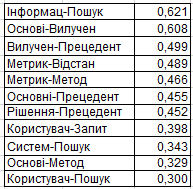 Інформац-Пошук 0,621
Основі-Вилучен 0,608
Вилучен-Прецедент 0,499
Метрик-Відстан 0,489
Метрик-Метод 0,466
Основні-Прецедент 0,455
Рішення-Прецедент 0,452
Користувач-Запит 0,398
Систем-Пошук 0,343
Основі-Метод 0,329
Користувач-Пошук 0,300